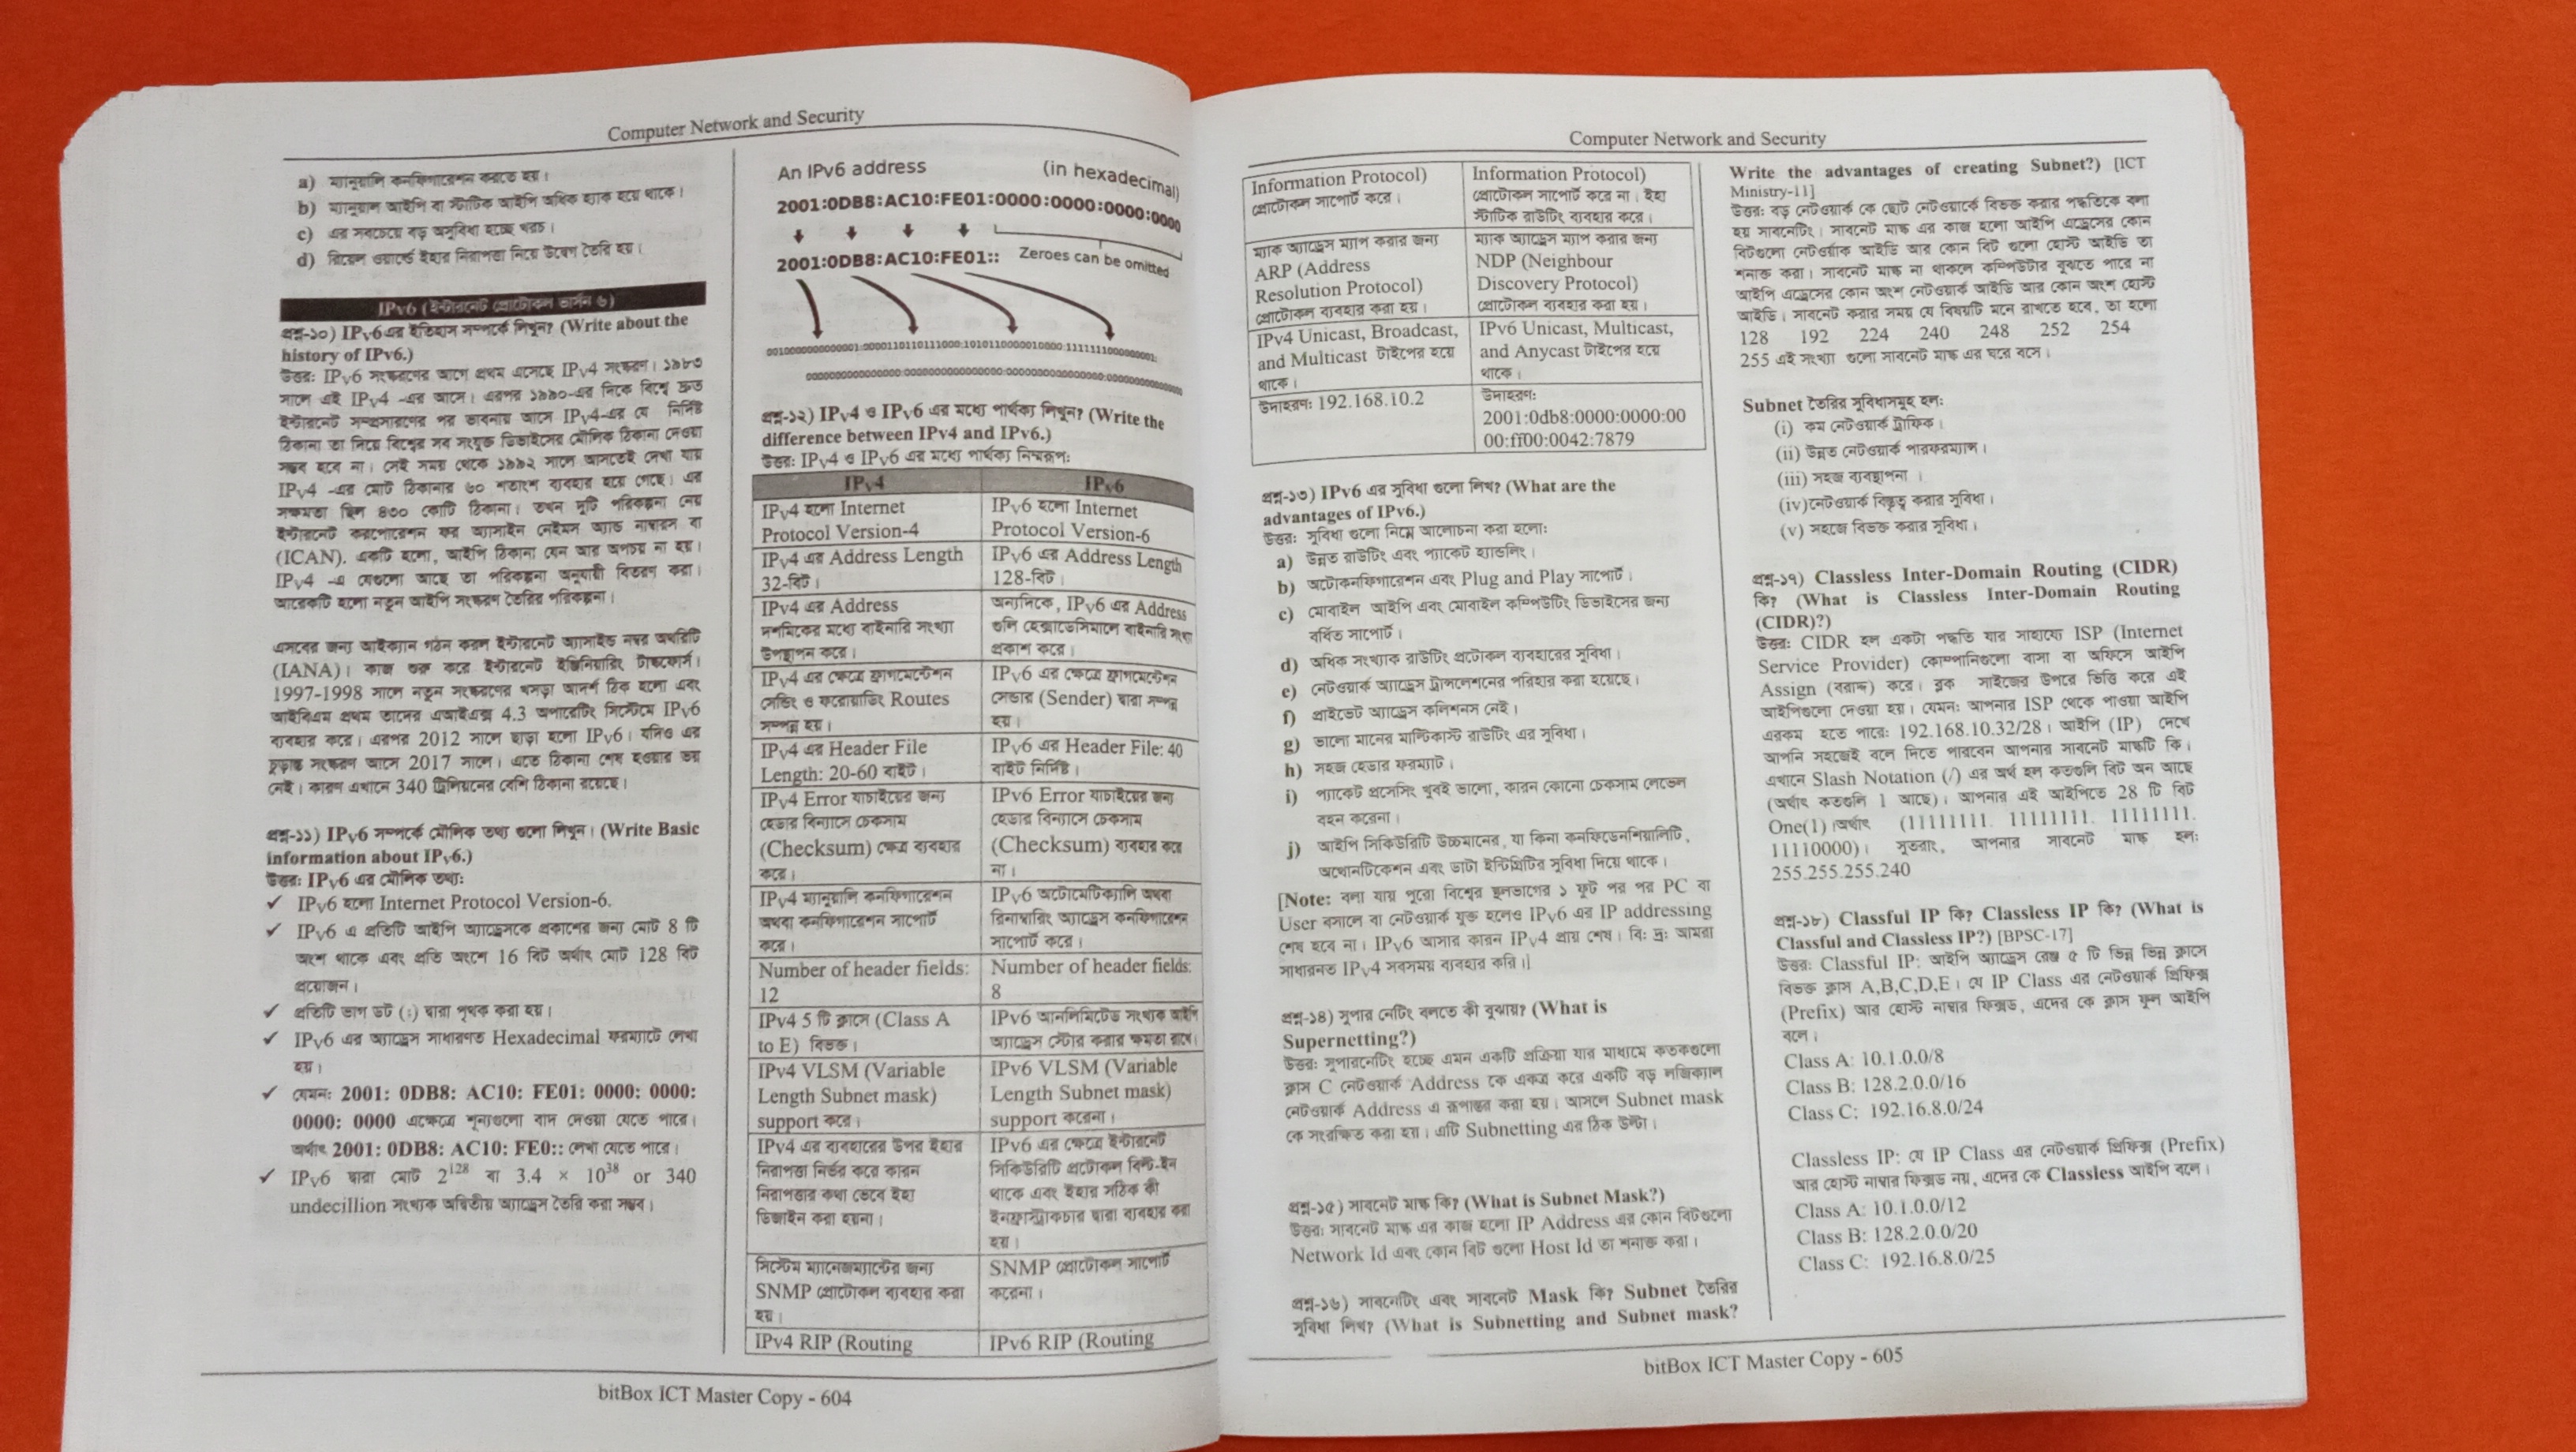 Computer Network and Security
a) ম্যানুয়ালি কনফিগারেশন করতে হয়।
b) ম্যানুয়াল আইপি বা স্টাটিক আইপি অধিক হ্যাক হয়ে থাকে।
c) এর সবচেয়ে বড় অসুবিধা হচ্ছে খরচ।
d) রিয়েল ওয়ার্ল্ডে ইহার নিরাপত্তা নিয়ে উদ্বেগ তৈরি হয়।
IPv6 (ইন্টারনেট প্রোটোকল ভার্সন ৬)
প্রশ্ন-১০) IPv6 এর ইতিহাস সম্পর্কে লিখুন? (Write about the
history of IPv6.)
উত্তর: IPv6 সংস্করণের আগে প্রথম এসেছে IPv4 সংস্করণ। ১৯৮৩
সালে এই IPv4 -এর আসে। এরপর ১৯৯০-এর দিকে বিশ্বে দ্রুত
ইন্টারনেট সম্প্রসারণের পর ভাবনায় আসে IPv4-এর যে নির্দিষ্ট
ঠিকানা তা দিয়ে বিশ্বের সব সংযুক্ত ডিভাইসের মৌলিক ঠিকানা দেওয়া
সম্ভব হবে না। সেই সময় থেকে ১৯৯২ সালে আসতেই দেখা যায়
IPv4 -এর মোট ঠিকানার ৬০ শতাংশ ব্যবহার হয়ে গেছে। এর
সক্ষমতা ছিল ৪৩০ কোটি ঠিকানা। তখন দুটি পরিকল্পনা নেয়
ইন্টারনেট করপোরেশন ফর অ্যাসাইন নেইমস অ্যান্ড নাম্বারস বা
(ICAN). একটি হলো, আইপি ঠিকানা যেন আর অপচয় না হয়।
IPv4 -এ যেগুলো আছে তা পরিকল্পনা অনুযায়ী বিতরণ করা।
আরেকটি হলো নতুন আইপি সংস্করণ তৈরির পরিকল্পনা।
এসবের জন্য আইক্যান গঠন করল ইন্টারনেট অ্যাসাইন্ড নম্বর অথরিটি
(IANA)। কাজ শুরু করে ইন্টারনেট ইঞ্জিনিয়ারিং টাস্কফোর্স।
1997-1998 সালে নতুন সংস্করণের খসড়া আদর্শ ঠিক হলো এবং
আইবিএম প্রথম তাদের এআইএক্স 4.3 অপারেটিং সিস্টেমে IPv6
ব্যবহার করে। এরপর 2012 সালে ছাড়া হলো IPv6। যদিও এর
চূড়ান্ত সংস্করণ আসে 2017 সালে। এতে ঠিকানা শেষ হওয়ার ভয়
নেই। কারণ এখানে 340 ট্রিলিয়নের বেশি ঠিকানা রয়েছে।
প্রশ্ন-১১) IPv6 সম্পর্কে মৌলিক তথ্য গুলো লিখুন। (Write Basic
information about IPv6.)
উত্তর: IPv6 এর মৌলিক তথ্য:
✓ IPv6 হলো Internet Protocol Version-6.
✓ IPv6 এ প্রতিটি আইপি অ্যাড্রেসকে প্রকাশের জন্য মোট 8 টি
অংশ থাকে এবং প্রতি অংশে 16 বিট অর্থাৎ মোট 128 বিট
প্রয়োজন।
✓ প্রতিটি ভাগ ডট (:) দ্বারা পৃথক করা হয়।
✓ IPv6 এর অ্যাড্রেস সাধারণত Hexadecimal ফরম্যাটে লেখা
হয়।
✓ যেমন: 2001: 0DB8: AC10: FE01: 0000: 0000:
0000: 0000 এক্ষেত্রে শূন্যগুলো বাদ দেওয়া যেতে পারে।
অর্থাৎ 2001: 0DB8: AC10: FE0:: লেখা যেতে পারে।
✓ IPv6 দ্বারা মোট 2^128 বা 3.4 × 10^38 or 340
undecillion সংখ্যক অদ্বিতীয় অ্যাড্রেস তৈরি করা সম্ভব।
An IPv6 address (in hexadecimal)
2001:0DB8:AC10:FE01:0000:0000:0000:0000
2001:0DB8:AC10:FE01:: Zeroes can be omitted
0010000000000001:0000110110111000:1010110000010000:1111111000000001:
0000000000000000:0000000000000000:0000000000000000:0000000000000000
প্রশ্ন-১২) IPv4 ও IPv6 এর মধ্যে পার্থক্য লিখুন? (Write the
difference between IPv4 and IPv6.)
উত্তর: IPv4 ও IPv6 এর মধ্যে পার্থক্য নিম্মরূপ:
IPv4 IPv6
IPv4 হলো Internet IPv6 হলো Internet
Protocol Version-4 Protocol Version-6
IPv4 এর Address Length IPv6 এর Address Length
32-বিট। 128-বিট।
IPv4 এর Address অন্যদিকে, IPv6 এর Address
দশমিকের মধ্যে বাইনারি সংখ্যা গুলি হেক্সাডেসিমালে বাইনারি সংখ্যা
উপস্থাপন করে। প্রকাশ করে।
IPv4 এর ক্ষেত্রে ফ্রাগমেন্টেশন IPv6 এর ক্ষেত্রে ফ্রাগমেন্টেশন
সেন্ডিং ও ফরোয়াডিং Routes সেন্ডার (Sender) দ্বারা সম্পন্ন
সম্পন্ন হয়। হয়।
IPv4 এর Header File IPv6 এর Header File: 40
Length: 20-60 বাইট। বাইট নির্দিষ্ট।
IPv4 Error যাচাইয়ের জন্য IPv6 Error যাচাইয়ের জন্য
হেডার বিন্যাসে চেকসাম হেডার বিন্যাসে চেকসাম
(Checksum) ক্ষেত্র ব্যবহার (Checksum) ব্যবহার করে
করে। না।
IPv4 ম্যানুয়ালি কনফিগারেশন IPv6 অটোমেটিক্যালি অথবা
অথবা কনফিগারেশন সাপোর্ট রিনাম্বারিং অ্যাড্রেস কনফিগারেশন
করে। সাপোর্ট করে।
Number of header fields: Number of header fields:
12 8
IPv4 5 টি ক্লাসে (Class A IPv6 আনলিমিটেড সংখ্যক আইপি
to E) বিভক্ত। অ্যাড্রেস স্টোর করার ক্ষমতা রাখে।
IPv4 VLSM (Variable IPv6 VLSM (Variable
Length Subnet mask) Length Subnet mask)
support করে। support করেনা।
IPv4 এর ব্যবহারের উপর ইহার IPv6 এর ক্ষেত্রে ইন্টারনেট
নিরাপত্তা নির্ভর করে কারন সিকিউরিটি প্রটোকল বিল্ট-ইন
নিরাপত্তার কথা ভেবে ইহা থাকে এবং ইহার সঠিক কী
ডিজাইন করা হয়না। ইনফ্রাস্ট্রাকচার দ্বারা ব্যবহার করা
হয়।
সিস্টেম ম্যানেজম্যান্টের জন্য SNMP প্রোটোকল সাপোর্ট
SNMP প্রোটোকল ব্যবহার করা করেনা।
হয়।
IPv4 RIP (Routing IPv6 RIP (Routing
bitBox ICT Master Copy - 604
Computer Network and Security
Information Protocol) Information Protocol)
প্রোটোকল সাপোর্ট করে। প্রোটোকল সাপোর্ট করে না। ইহা
স্টাটিক রাউটিং ব্যবহার করে।
ম্যাক অ্যাড্রেস ম্যাপ করার জন্য ম্যাক অ্যাড্রেস ম্যাপ করার জন্য
ARP (Address NDP (Neighbour
Resolution Protocol) Discovery Protocol)
প্রোটোকল ব্যবহার করা হয়। প্রোটোকল ব্যবহার করা হয়।
IPv4 Unicast, Broadcast, IPv6 Unicast, Multicast,
and Multicast টাইপের হয়ে and Anycast টাইপের হয়ে
থাকে। থাকে।
উদাহরণ: 192.168.10.2 উদাহরণ:
2001:0db8:0000:0000:00
00:ff00:0042:7879
প্রশ্ন-১৩) IPv6 এর সুবিধা গুলো লিখ? (What are the
advantages of IPv6.)
উত্তর: সুবিধা গুলো নিম্নে আলোচনা করা হলো:
a) উন্নত রাউটিং এবং প্যাকেট হ্যান্ডলিং।
b) অটোকনফিগারেশন এবং Plug and Play সাপোর্ট।
c) মোবাইল আইপি এবং মোবাইল কম্পিউটিং ডিভাইসের জন্য
বর্ধিত সাপোর্ট।
d) অধিক সংখ্যাক রাউটিং প্রটোকল ব্যবহারের সুবিধা।
e) নেটওয়ার্ক অ্যাড্রেস ট্রান্সলেশনের পরিহার করা হয়েছে।
f) প্রাইভেট অ্যাড্রেস কলিশনস নেই।
g) ভালো মানের মাল্টিকাস্ট রাউটিং এর সুবিধা।
h) সহজ হেডার ফরম্যাট।
i) প্যাকেট প্রসেসিং খুবই ভালো, কারন কোনো চেকসাম লেভেল
বহন করেনা।
j) আইপি সিকিউরিটি উচ্চমানের, যা কিনা কনফিডেনশিয়ালিটি,
অথোনটিকেশন এবং ডাটা ইন্টিগ্রিটির সুবিধা দিয়ে থাকে।
[Note: বলা যায় পুরো বিশ্বের স্থলভাগের ১ ফুট পর পর PC বা
User বসালে বা নেটওয়ার্ক যুক্ত হলেও IPv6 এর IP addressing
শেষ হবে না। IPv6 আসার কারন IPv4 প্রায় শেষ। বি: দ্র: আমরা
সাধারনত IPv4 সবসময় ব্যবহার করি।]
প্রশ্ন-১৪) সুপার নেটিং বলতে কী বুঝায়? (What is
Supernetting?)
উত্তর: সুপারনেটিং হচ্ছে এমন একটি প্রক্রিয়া যার মাধ্যমে কতকগুলো
ক্লাস C নেটওয়ার্ক Address কে একত্র করে একটি বড় লজিক্যাল
নেটওয়ার্ক Address এ রূপান্তর করা হয়। আসলে Subnet mask
কে সংরক্ষিত করা হয়। এটি Subnetting এর ঠিক উল্টা।
প্রশ্ন-১৫) সাবনেট মাস্ক কি? (What is Subnet Mask?)
উত্তর: সাবনেট মাস্ক এর কাজ হলো IP Address এর কোন বিটগুলো
Network Id এবং কোন বিট গুলো Host Id তা শনাক্ত করা।
প্রশ্ন-১৬) সাবনেটিং এবং সাবনেট Mask কি? Subnet তৈরির
সুবিধা লিখ? (What is Subnetting and Subnet mask?
Write the advantages of creating Subnet?) [ICT
Ministry-11]
উত্তর: বড় নেটওয়ার্ক কে ছোট নেটওয়ার্কে বিভক্ত করার পদ্ধতিকে বলা
হয় সাবনেটিং। সাবনেট মাস্ক এর কাজ হলো আইপি এড্রেসের কোন
বিটগুলো নেটওর্য়াক আইডি আর কোন বিট গুলো হোস্ট আইডি তা
শনাক্ত করা। সাবনেট মাস্ক না থাকলে কম্পিউটার বুঝতে পারে না
আইপি এড্রেসের কোন অংশ নেটওয়ার্ক আইডি আর কোন অংশ হোস্ট
আইডি। সাবনেট করার সময় যে বিষয়টি মনে রাখতে হবে, তা হলো
128 192 224 240 248 252 254
255 এই সংখ্যা গুলো সাবনেট মাস্ক এর ঘরে বসে।
Subnet তৈরির সুবিধাসমুহ হল:
(i) কম নেটওয়ার্ক ট্রাফিক।
(ii) উন্নত নেটওয়ার্ক পারফরম্যান্স।
(iii) সহজ ব্যবস্থাপনা ।
(iv)নেটওয়ার্ক বিস্তৃত করার সুবিধা।
(v) সহজে বিভক্ত করার সুবিধা।
প্রশ্ন-১৭) Classless Inter-Domain Routing (CIDR)
কি? (What is Classless Inter-Domain Routing
(CIDR)?)
উত্তর: CIDR হল একটা পদ্ধতি যার সাহায্যে ISP (Internet
Service Provider) কোম্পানিগুলো বাসা বা অফিসে আইপি
Assign (বরাদ্দ) করে। ব্লক সাইজের উপরে ভিত্তি করে এই
আইপিগুলো দেওয়া হয়। যেমন: আপনার ISP থেকে পাওয়া আইপি
এরকম হতে পারে: 192.168.10.32/28। আইপি (IP) দেখে
আপনি সহজেই বলে দিতে পারবেন আপনার সাবনেট মাস্কটি কি।
এখানে Slash Notation (/) এর অর্থ হল কতগুলি বিট অন আছে
(অর্থাৎ কতগুলি 1 আছে)। আপনার এই আইপিতে 28 টি বিট
One(1)।অর্থাৎ (11111111. 11111111. 11111111.
11110000)। সুতরাং, আপনার সাবনেট মাস্ক হল:
255.255.255.240
প্রশ্ন-১৮) Classful IP কি? Classless IP কি? (What is
Classful and Classless IP?) [BPSC-17]
উত্তর: Classful IP: আইপি অ্যাড্রেস রেঞ্জ ৫ টি ভিন্ন ভিন্ন ক্লাসে
বিভক্ত ক্লাস A,B,C,D,E। যে IP Class এর নেটওয়ার্ক প্রিফিক্স
(Prefix) আর হোস্ট নাম্বার ফিক্সড, এদের কে ক্লাস ফুল আইপি
বলে।
Class A: 10.1.0.0/8
Class B: 128.2.0.0/16
Class C: 192.16.8.0/24
Classless IP: যে IP Class এর নেটওয়ার্ক প্রিফিক্স (Prefix)
আর হোস্ট নাম্বার ফিক্সড নয়, এদের কে Classless আইপি বলে।
Class A: 10.1.0.0/12
Class B: 128.2.0.0/20
Class C: 192.16.8.0/25
bitBox ICT Master Copy - 605